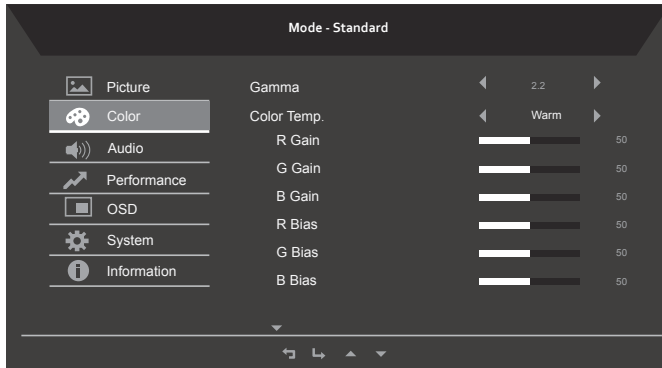 Mode - Standard
Picture
Color
Audio
Performance
OSD
System
Information
Gamma 2.2
Color Temp. Warm
R Gain 50
G Gain 50
B Gain 50
R Bias 50
G Bias 50
B Bias 50